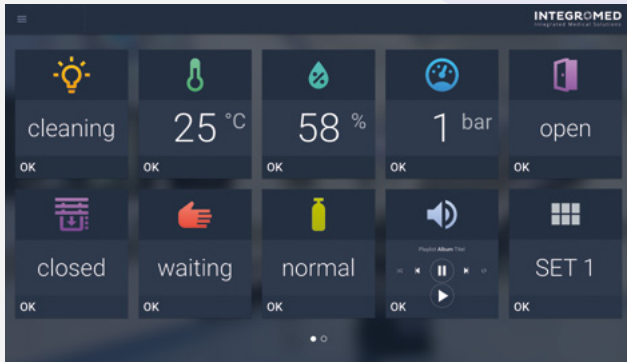 INTEGROMED
Integrated Medical Solutions
%
cleaning
25 °C
58 %
1 bar
open
OK
OK
OK
OK
OK
Playlist Album Titel
closed
waiting
normal
SET 1
OK
OK
OK
OK
OK